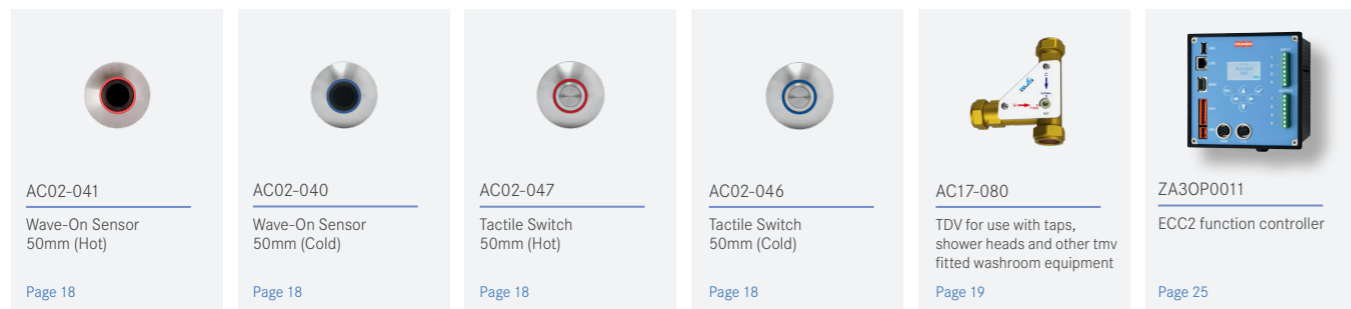 AC02-041
Wave-On Sensor
50mm (Hot)
Page 18
AC02-040
Wave-On Sensor
50mm (Cold)
Page 18
AC02-047
Tactile Switch
50mm (Hot)
Page 18
AC02-046
Tactile Switch
50mm (Cold)
Page 18
AC17-080
TDV for use with taps,
shower heads and other tmv
fitted washroom equipment
Page 19
ZA3OP0011
ECC2 function controller
Page 25